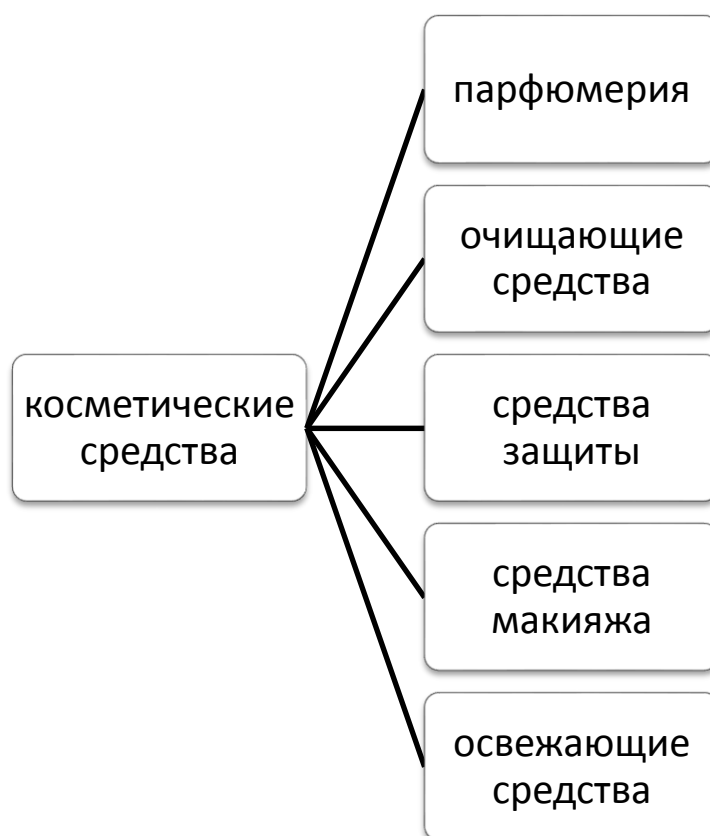 парфюмерия
очищающие
средства
косметические
средства
средства
защиты
средства
макияжа
освежающие
средства